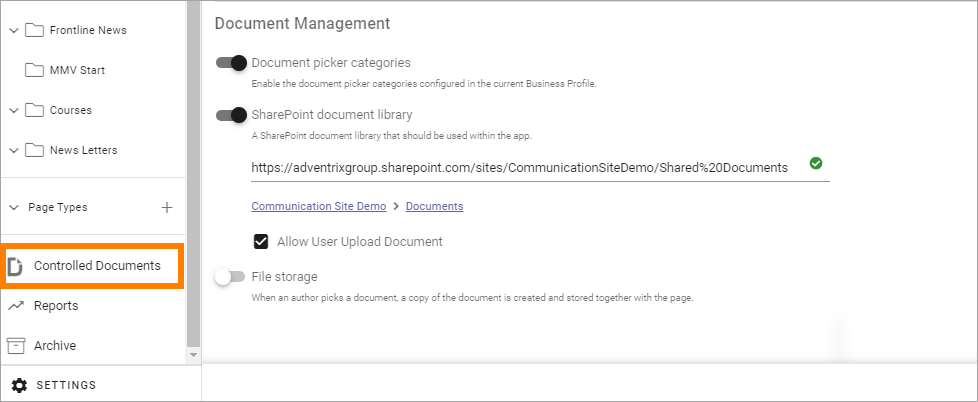 Frontline News
MMV Start
Courses
News Letters
Page Types
Controlled Documents
Reports
Archive
SETTINGS
Document Management
Document picker categories
Enable the document picker categories configured in the current Business Profile.
SharePoint document library
A SharePoint document library that should be used within the app.
https://adventrixgroup.sharepoint.com/sites/CommunicationSiteDemo/Shared%20Documents
Communication Site Demo > Documents
Allow User Upload Document
File storage
When an author picks a document, a copy of the document is created and stored together with the page.